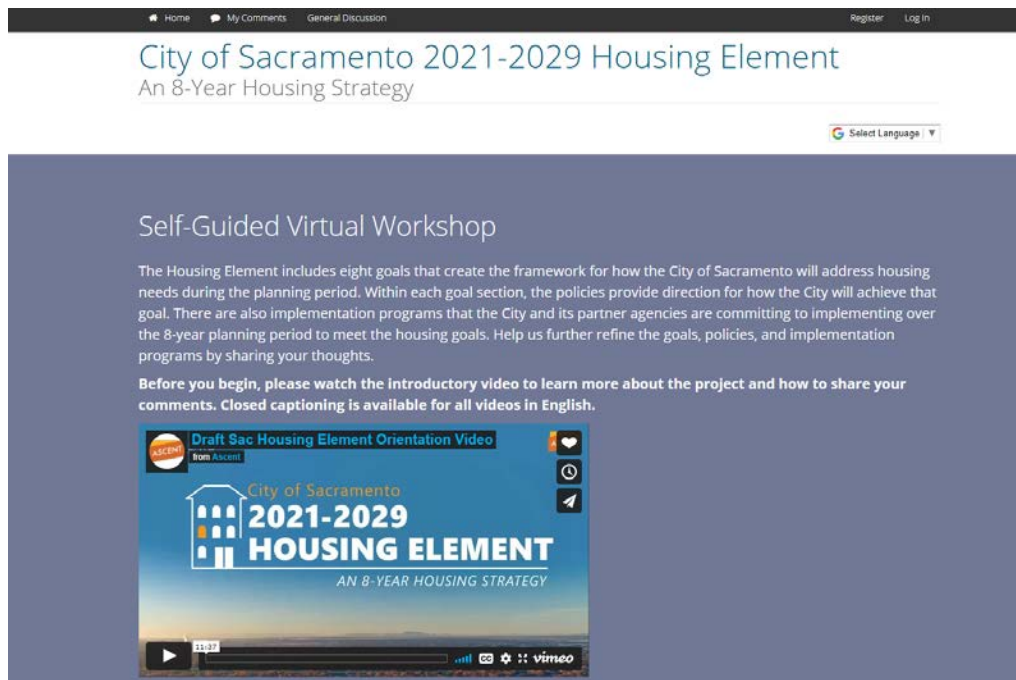 Home My Comments General Discussion Register Log In
City of Sacramento 2021-2029 Housing Element
An 8-Year Housing Strategy
Select Language ▼
Self-Guided Virtual Workshop
The Housing Element includes eight goals that create the framework for how the City of Sacramento will address housing
needs during the planning period. Within each goal section, the policies provide direction for how the City will achieve that
goal. There are also implementation programs that the City and its partner agencies are committing to implementing over
the 8-year planning period to meet the housing goals. Help us further refine the goals, policies, and implementation
programs by sharing your thoughts.
Before you begin, please watch the introductory video to learn more about the project and how to share your
comments. Closed captioning is available for all videos in English.
ASCENT
Draft Sac Housing Element Orientation Video
from Ascent
City of Sacramento
2021-2029
HOUSING ELEMENT
AN 8-YEAR HOUSING STRATEGY
11:37
CC vimeo